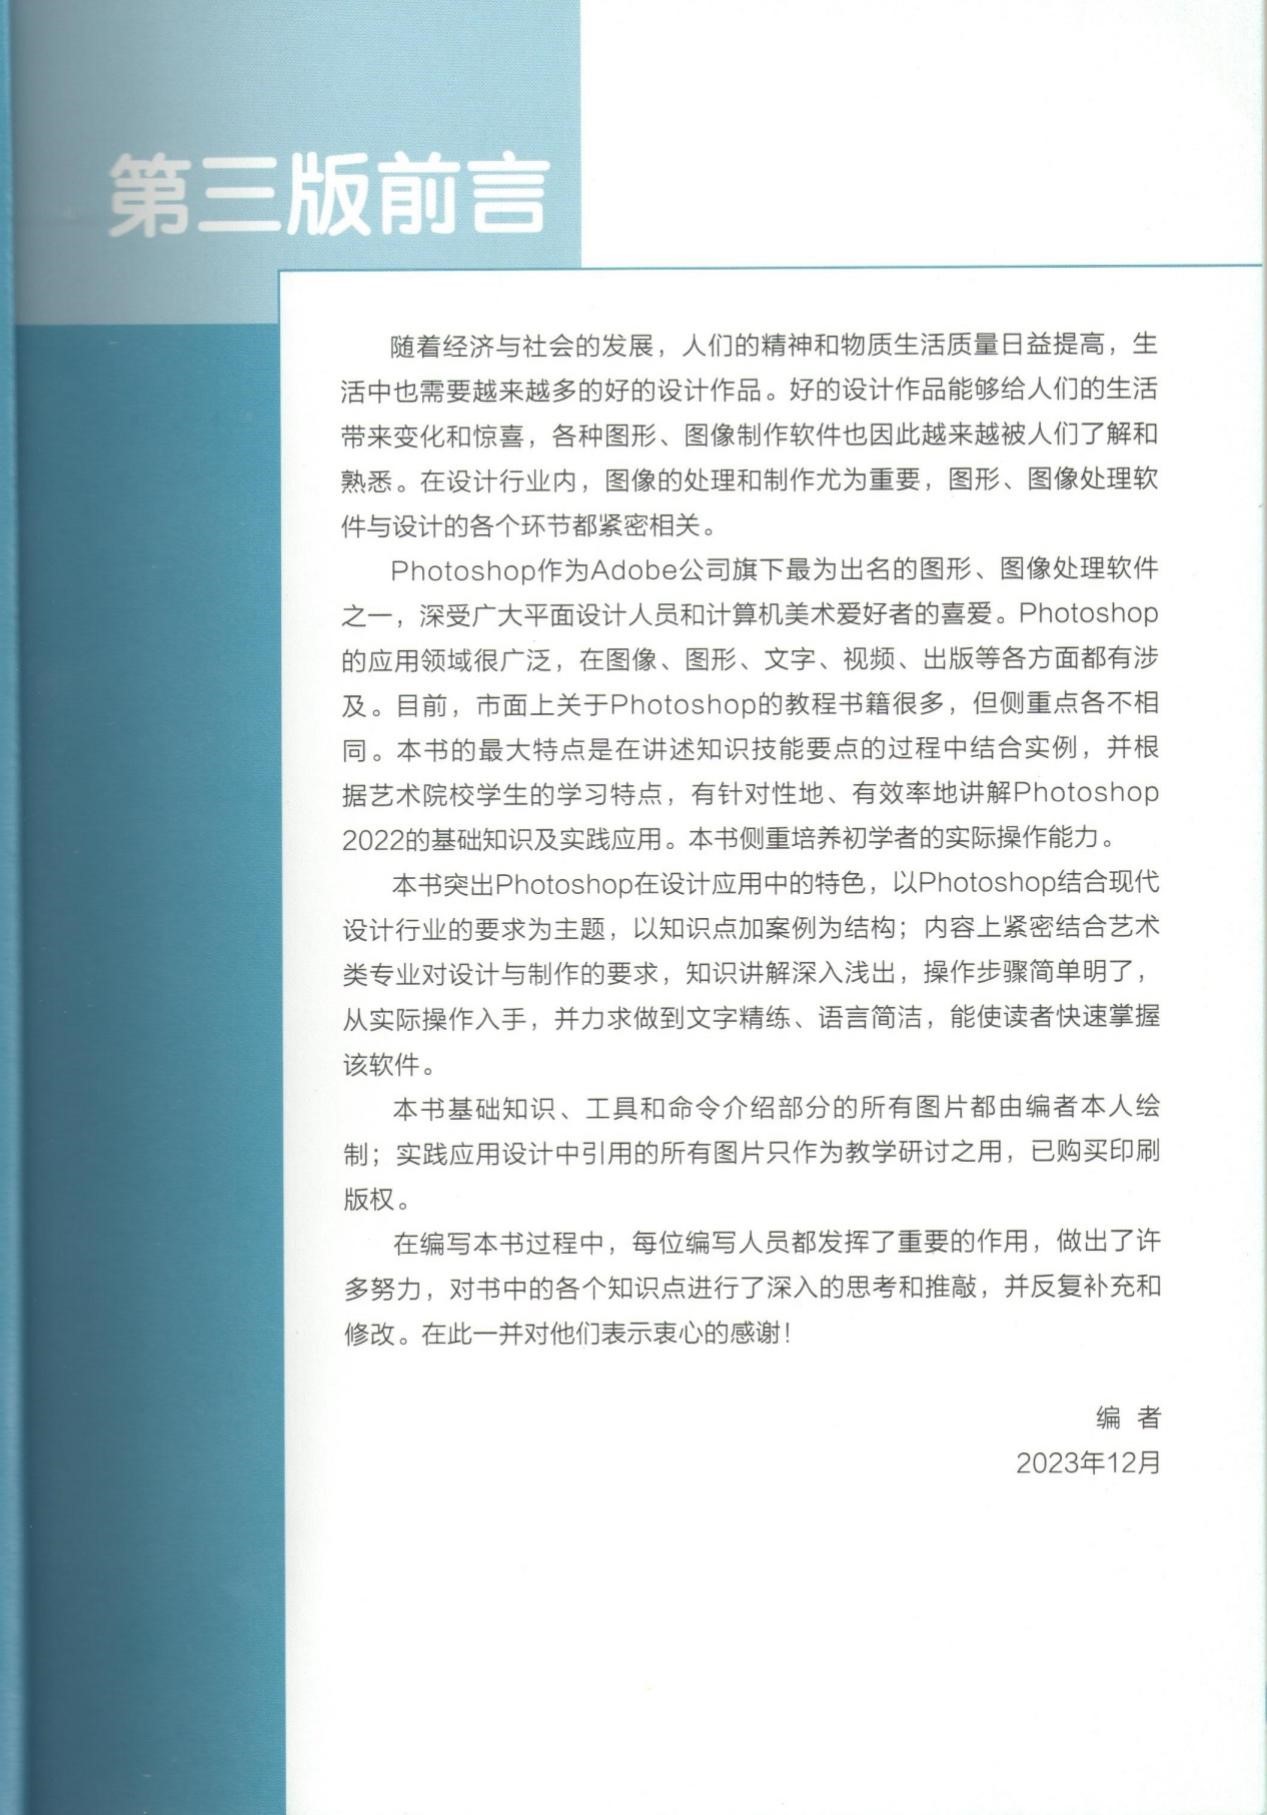 第三版前言
随着经济与社会的发展，人们的精神和物质生活质量日益提高，生
活中也需要越来越多的好的设计作品。好的设计作品能够给人们的生活
带来变化和惊喜，各种图形、图像制作软件也因此越来越被人们了解和
熟悉。在设计行业内，图像的处理和制作尤为重要，图形、图像处理软
件与设计的各个环节都紧密相关。
Photoshop作为Adobe公司旗下最为出名的图形、图像处理软件
之一，深受广大平面设计人员和计算机美术爱好者的喜爱。Photoshop
的应用领域很广泛，在图像、图形、文字、视频、出版等各方面都有涉
及。目前，市面上关于Photoshop的教程书籍很多，但侧重点各不相
同。本书的最大特点是在讲述知识技能要点的过程中结合实例，并根
据艺术院校学生的学习特点，有针对性地、有效率地讲解Photoshop
2022的基础知识及实践应用。本书侧重培养初学者的实际操作能力。
本书突出Photoshop在设计应用中的特色，以Photoshop结合现代
设计行业的要求为主题，以知识点加案例为结构；内容上紧密结合艺术
类专业对设计与制作的要求，知识讲解深入浅出，操作步骤简单明了，
从实际操作入手，并力求做到文字精练、语言简洁，能使读者快速掌握
该软件。
本书基础知识、工具和命令介绍部分的所有图片都由编者本人绘
制；实践应用设计中引用的所有图片只作为教学研讨之用，已购买印刷
版权。
在编写本书过程中，每位编写人员都发挥了重要的作用，做出了许
多努力，对书中的各个知识点进行了深入的思考和推敲，并反复补充和
修改。在此一并对他们表示衷心的感谢！
编 者
2023年12月